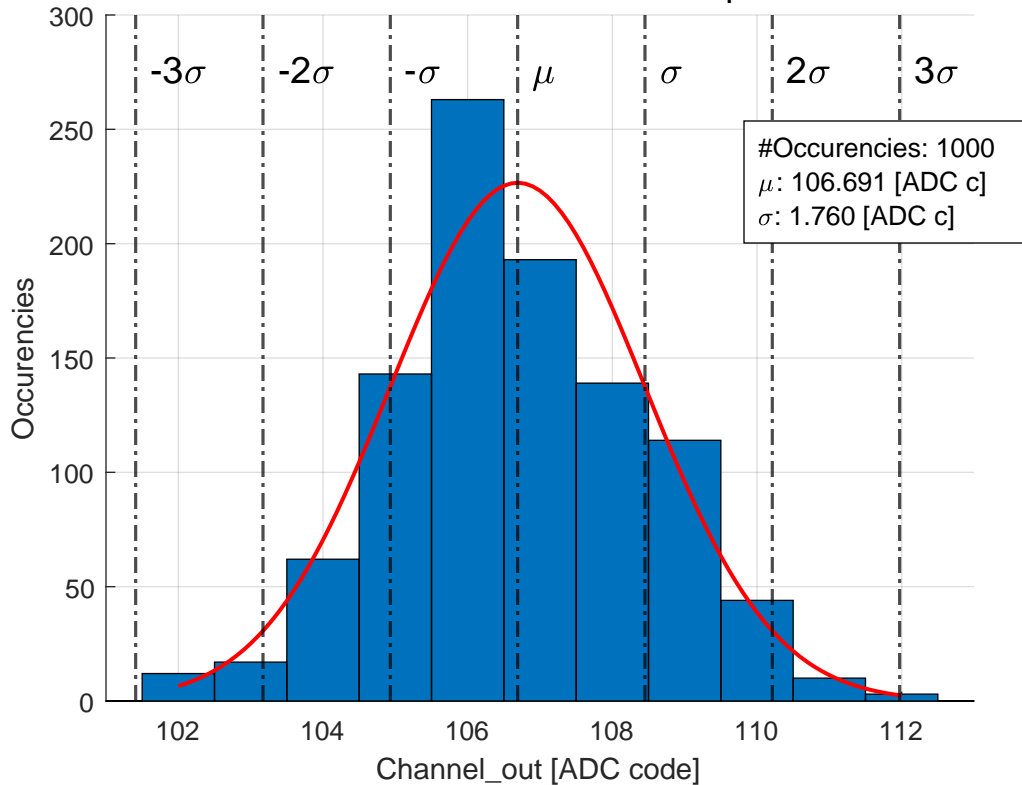 300
250
200
150
100
50
0
Occurencies
-3σ
-2σ
-σ
μ
σ
2σ
3σ
#Occurencies: 1000
μ: 106.691 [ADC c]
σ: 1.760 [ADC c]
102
104
106
108
110
112
Channel_out [ADC code]